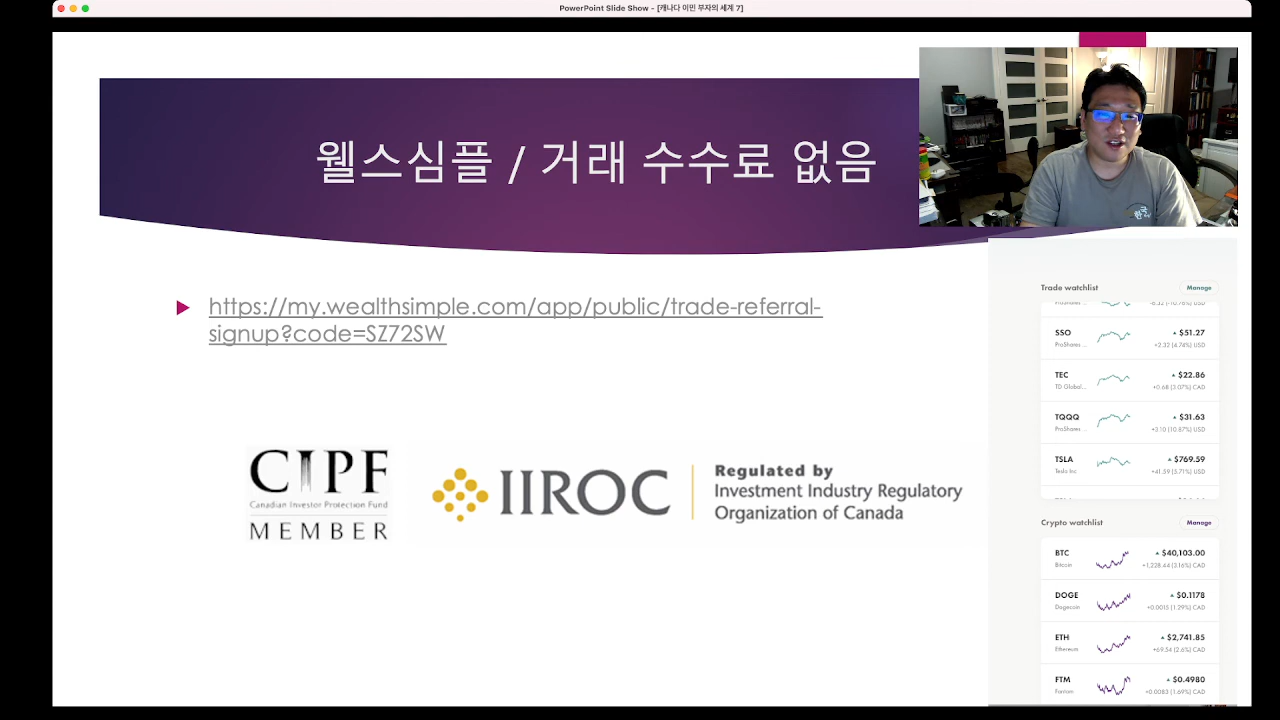 PowerPoint Slide Show - [캐나다 이민 부자의 세계 7]
웰스심플 / 거래 수수료 없음
https://my.wealthsimple.com/app/public/trade-referral-
signup?code=SZ72SW
CIPF
Canadian Investor Protection Fund
MEMBER
IIROC
Regulated by
Investment Industry Regulatory
Organization of Canada
Trade watchlist
Manage
ProShares ...
SSO
$51.27
ProShares ...
+2.32 (4.74%) USD
TEC
$22.86
TD Global...
+0.68 (3.07%) CAD
TQQQ
$31.63
ProShares ...
+3.10 (10.87%) USD
TSLA
$769.59
Tesla Inc
+41.59 (5.71%) USD
Crypto watchlist
Manage
BTC
$40,103.00
Bitcoin
+1,228.44 (3.16%) CAD
DOGE
$0.1178
Dogecoin
+0.0015 (1.29%) CAD
ETH
$2,741.85
Ethereum
+69.54 (2.6%) CAD
FTM
$0.4980
Fantom
+0.0083 (1.69%) CAD